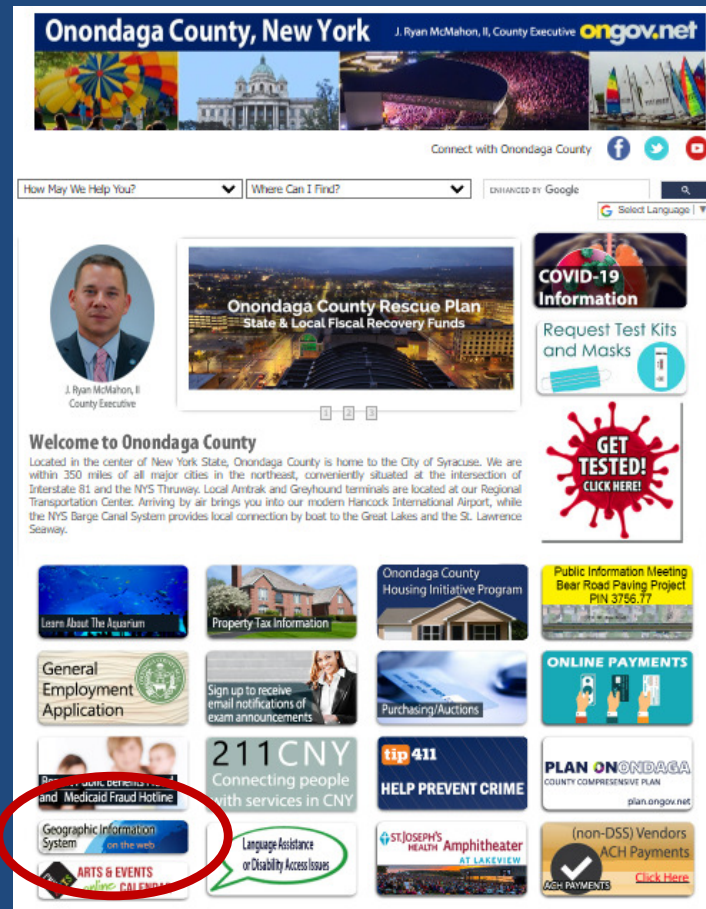 Onondaga County, New York
J. Ryan McMahon, II, County Executive
ongov.net
Connect with Onondaga County
How May We Help You?
Where Can I Find?
ENHANCED BY Google
Select Language
COVID-19
Information
Onondaga County Rescue Plan
State & Local Fiscal Recovery Funds
Request Test Kits
and Masks
J. Ryan McMahon, II
County Executive
1 2 3
GET
TESTED!
CLICK HERE!
Welcome to Onondaga County
Located in the center of New York State, Onondaga County is home to the City of Syracuse. We are
within 350 miles of all major cities in the northeast, conveniently situated at the intersection of
Interstate 81 and the NYS Thruway. Local Amtrak and Greyhound terminals are located at our Regional
Transportation Center. Arriving by air brings you into our modern Hancock International Airport, while
the NYS Barge Canal System provides local connection by boat to the Great Lakes and the St. Lawrence
Seaway.
Learn About The Aquarium
Property Tax Information
Onondaga County
Housing Initiative Program
Public Information Meeting
Bear Road Paving Project
PIN 3756.77
General
Employment
Application
Sign up to receive
email notifications of
exam announcements
Purchasing/Auctions
ONLINE PAYMENTS
Public Benefits
and Medicaid Fraud Hotline
211CNY
Connecting people
with services in CNY
tip 411
HELP PREVENT CRIME
PLAN ONONDAGA
COUNTY COMPRESENSIVE PLAN
plan.ongov.net
Geographic Information
System on the web
ARTS & EVENTS
online
Language Assistance
or Disability Access Issues
ST. JOSEPH'S
HEALTH Amphitheater
AT LAKEVIEW
(non-DSS) Vendors
ACH Payments
Click Here
ACH PAYMENTS